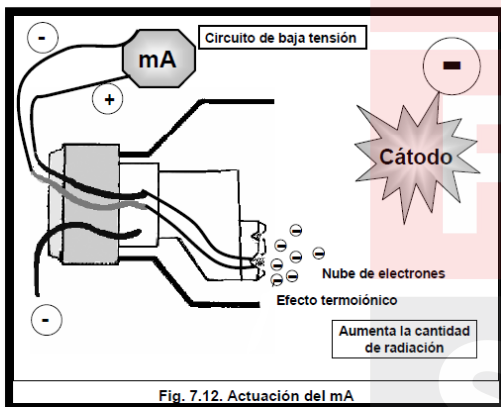 -
mA
Circuito de baja tensión
-
+
Cátodo
-
Nube de electrones
Efecto termoiónico
Aumenta la cantidad
de radiación
Fig. 7.12. Actuación del mA